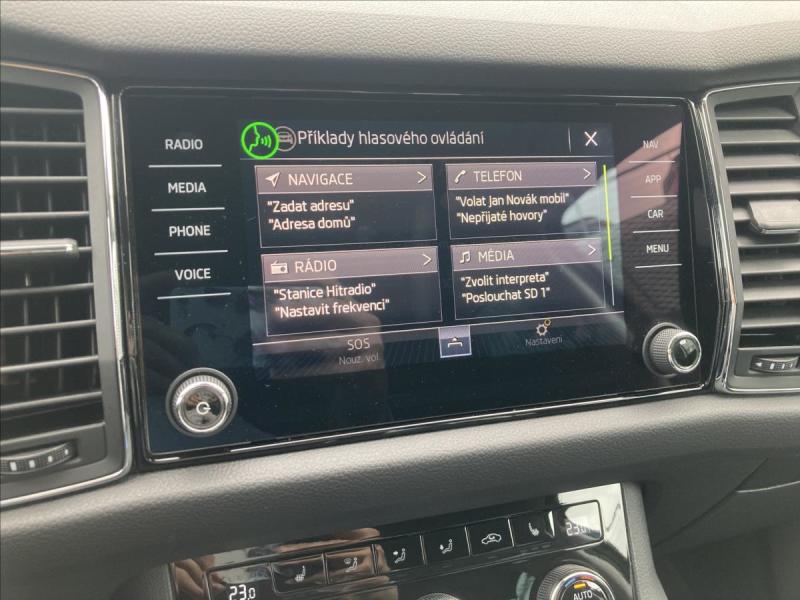 RADIO
MEDIA
PHONE
VOICE
Příklady hlasového ovládání
X
NAVIGACE >
"Zadat adresu"
"Adresa domů"
TELEFON >
"Volat Jan Novák mobil"
"Nepřijaté hovory"
RÁDIO >
"Stanice Hitradio"
"Nastavit frekvenci"
MÉDIA >
"Zvolit interpreta"
"Poslouchat SD 1"
SOS
Nouz. vol
Nastavení
NAV
APP
CAR
MENU
23.0
23.0
AUTO